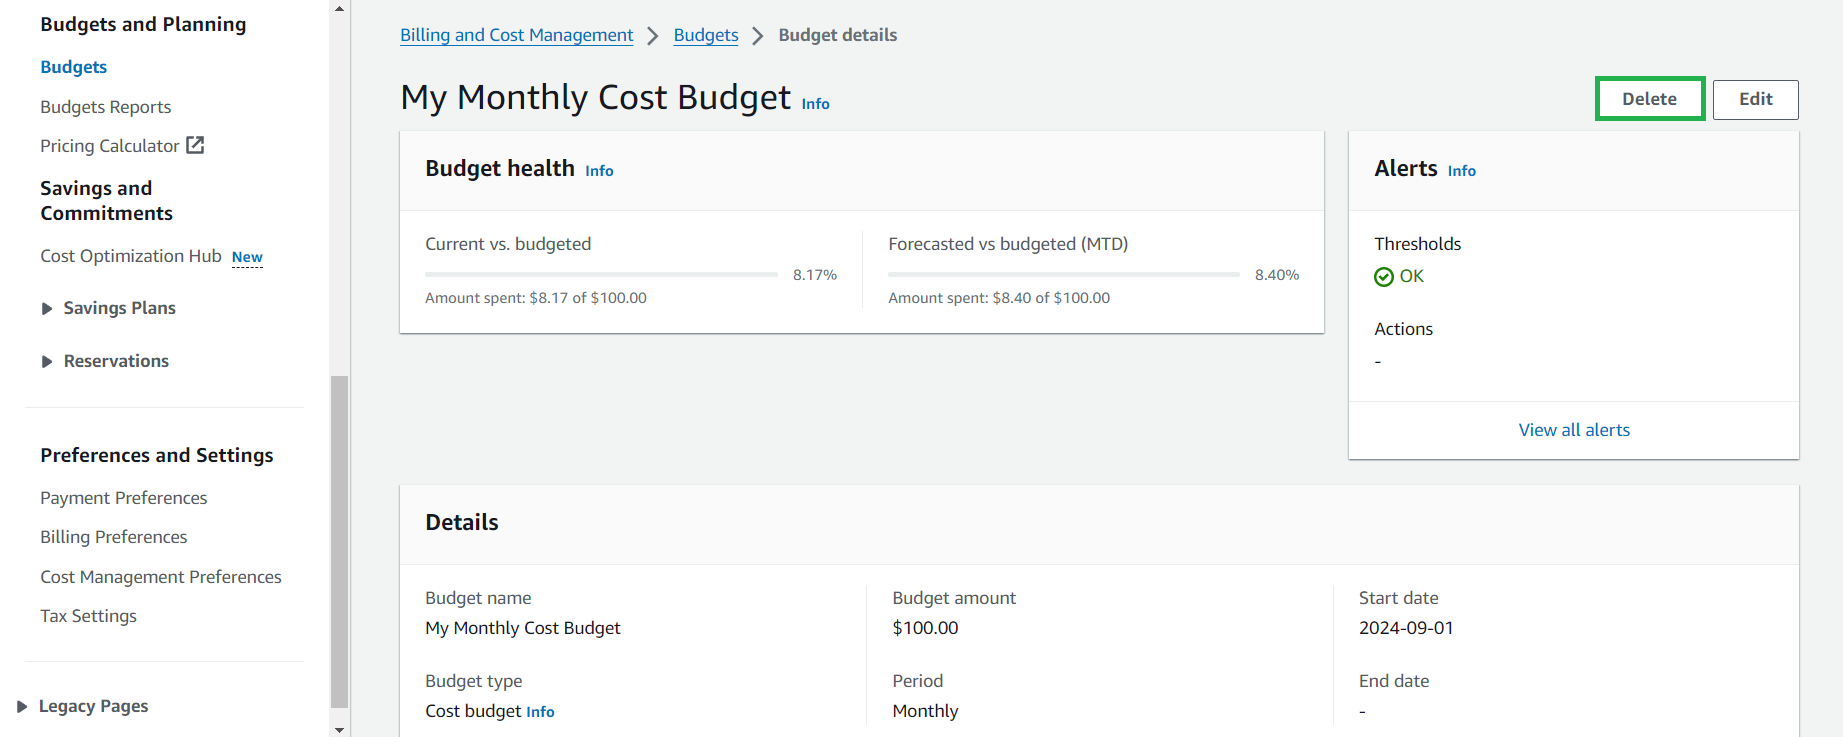 Budgets and Planning
Budgets
Budgets Reports
Pricing Calculator
Savings and
Commitments
Cost Optimization Hub New
Savings Plans
Reservations
Preferences and Settings
Payment Preferences
Billing Preferences
Cost Management Preferences
Tax Settings
Legacy Pages
Billing and Cost Management > Budgets > Budget details
My Monthly Cost Budget Info
Delete
Edit
Budget health Info
Current vs. budgeted
8.17%
Amount spent: $8.17 of $100.00
Forecasted vs budgeted (MTD)
8.40%
Amount spent: $8.40 of $100.00
Alerts Info
Thresholds
OK
Actions
-
View all alerts
Details
Budget name
My Monthly Cost Budget
Budget type
Cost budget Info
Budget amount
$100.00
Period
Monthly
Start date
2024-09-01
End date
-